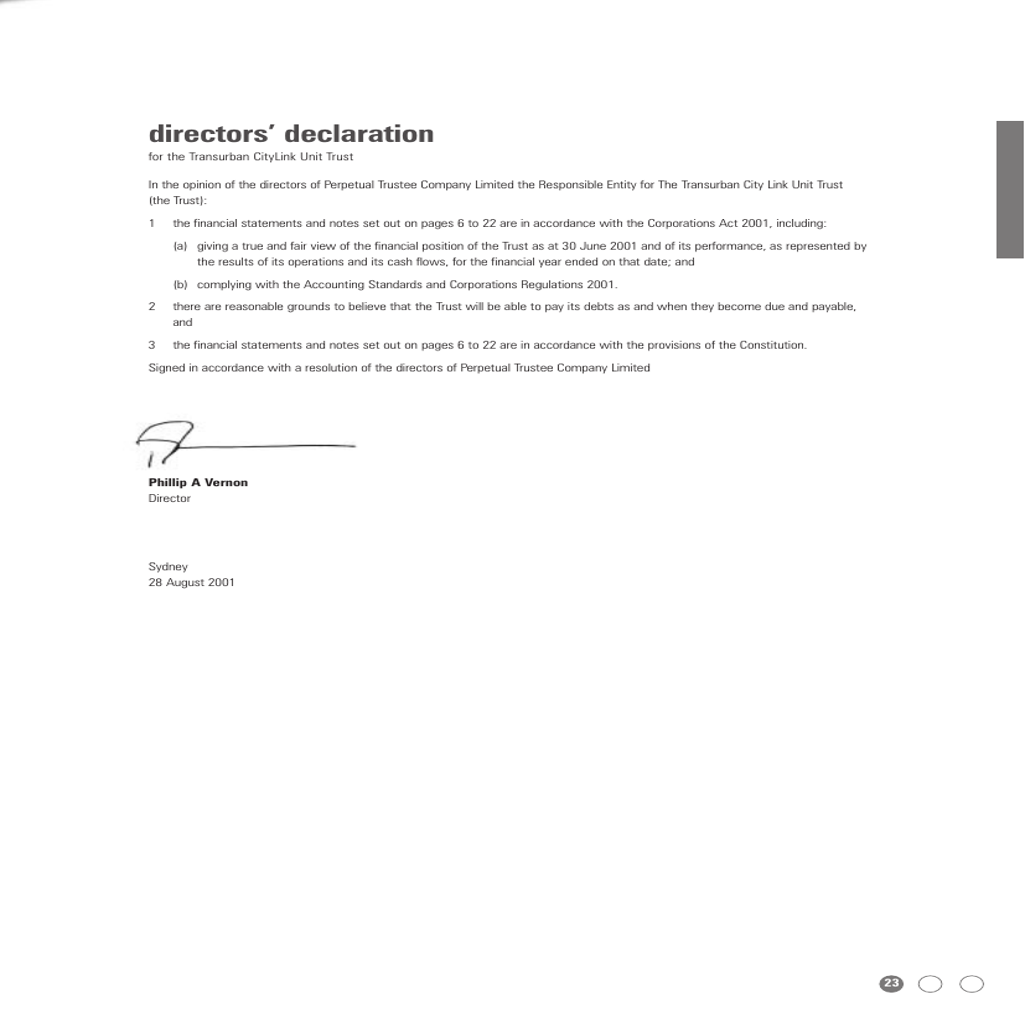 directors’ declaration
for the Transurban CityLink Unit Trust
In the opinion of the directors of Perpetual Trustee Company Limited the Responsible Entity for The Transurban City Link Unit Trust
(the Trust):
1 the financial statements and notes set out on pages 6 to 22 are in accordance with the Corporations Act 2001, including:
(a) giving a true and fair view of the financial position of the Trust as at 30 June 2001 and of its performance, as represented by
the results of its operations and its cash flows, for the financial year ended on that date; and
(b) complying with the Accounting Standards and Corporations Regulations 2001.
2 there are reasonable grounds to believe that the Trust will be able to pay its debts as and when they become due and payable,
and
3 the financial statements and notes set out on pages 6 to 22 are in accordance with the provisions of the Constitution.
Signed in accordance with a resolution of the directors of Perpetual Trustee Company Limited
Phillip A Vernon
Director
Sydney
28 August 2001
23